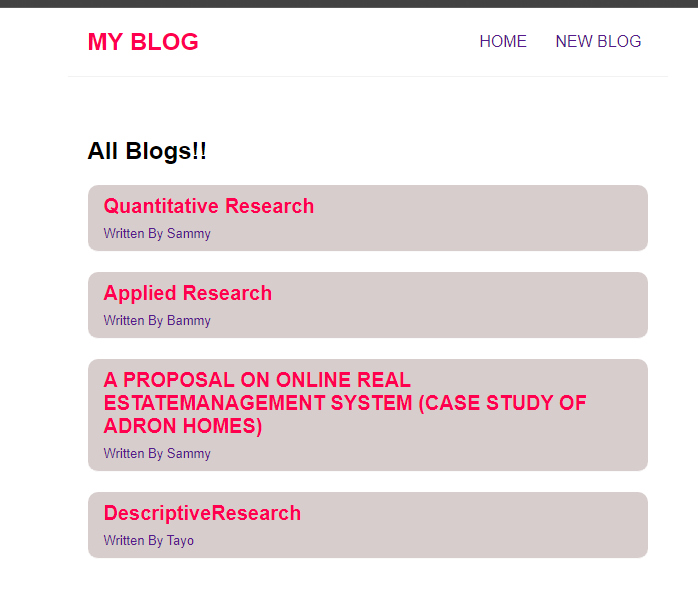 MY BLOG
HOME
NEW BLOG
All Blogs!!
Quantitative Research
Written By Sammy
Applied Research
Written By Bammy
A PROPOSAL ON ONLINE REAL
ESTATEMANAGEMENT SYSTEM (CASE STUDY OF
ADRON HOMES)
Written By Sammy
DescriptiveResearch
Written By Tayo